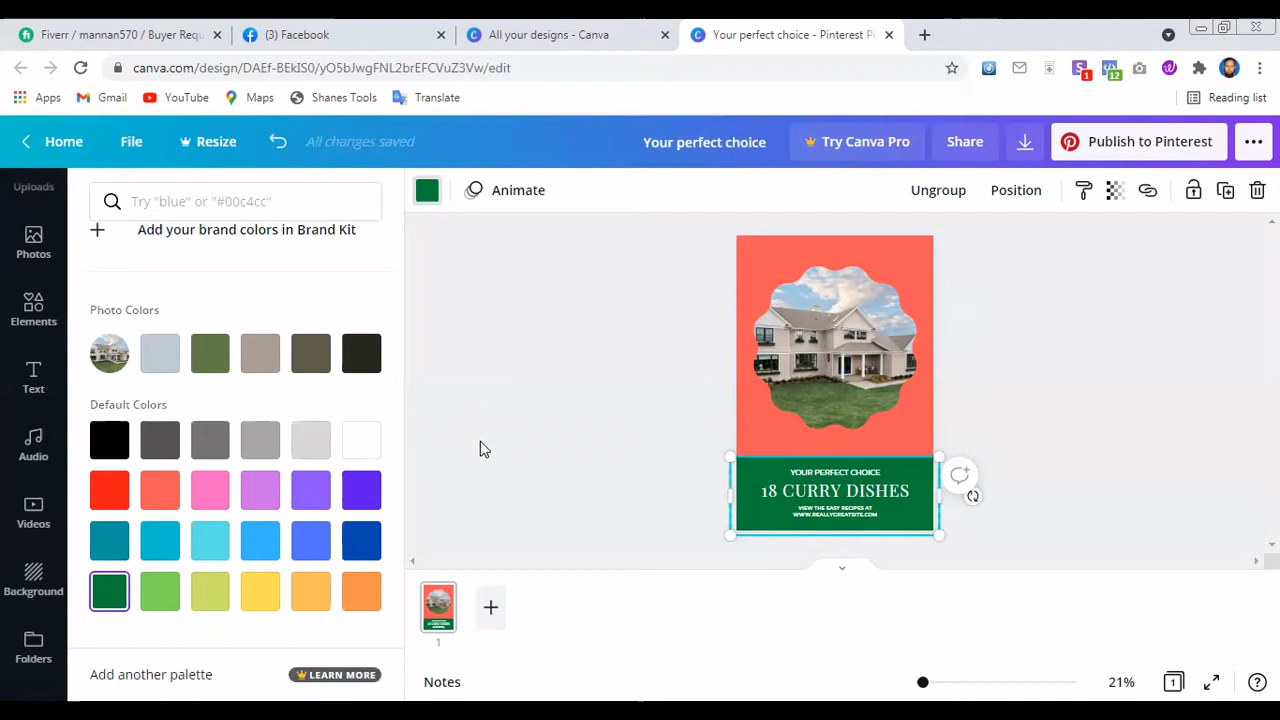 Fiverr / mannan570 / Buyer Requ
(3) Facebook
All your designs - Canva
Your perfect choice - Pinterest Pi
canva.com/design/DAEf-BEkIS0/yO5bJwgFNL2brEFCVuZ3Vw/edit
1
12
Apps
Gmail
YouTube
Maps
Shanes Tools
Translate
Reading list
Home
File
Resize
All changes saved
Your perfect choice
Try Canva Pro
Share
Publish to Pinterest
Uploads
Photos
Elements
Text
Audio
Videos
Background
Folders
Try "blue" or "#00c4cc"
Add your brand colors in Brand Kit
Photo Colors
Default Colors
Add another palette
LEARN MORE
Animate
Ungroup
Position
YOUR PERFECT CHOICE
18 CURRY DISHES
VIEW THE EASY RECIPES AT
WWW.REALLYGREATSITE.COM
1
Notes
21%
1